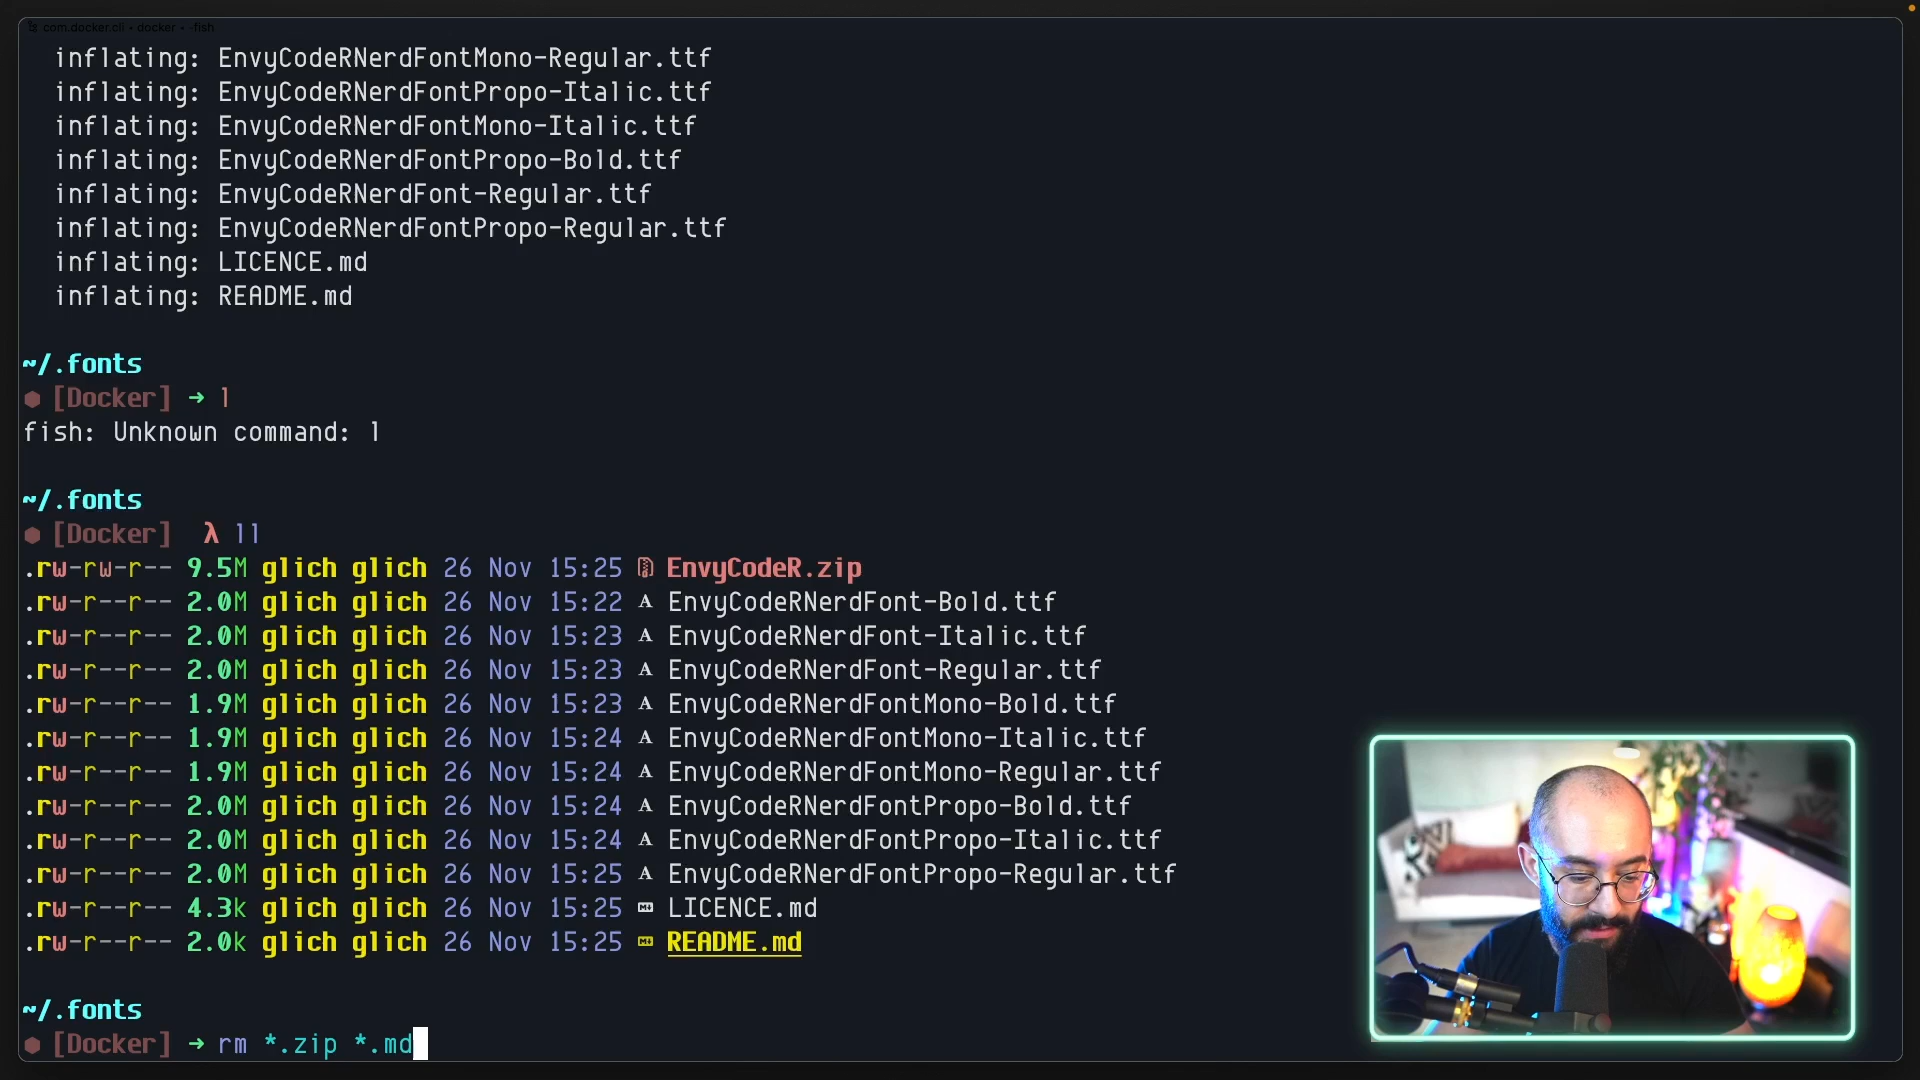 com.docker.cli • docker • -fish
inflating: EnvyCodeRNerdFontMono-Regular.ttf
inflating: EnvyCodeRNerdFontPropo-Italic.ttf
inflating: EnvyCodeRNerdFontMono-Italic.ttf
inflating: EnvyCodeRNerdFontPropo-Bold.ttf
inflating: EnvyCodeRNerdFont-Regular.ttf
inflating: EnvyCodeRNerdFontPropo-Regular.ttf
inflating: LICENCE.md
inflating: README.md
~/.fonts
[Docker] → l
fish: Unknown command: l
~/.fonts
[Docker] λ ll
.rw-rw-r-- 9.5M glich glich 26 Nov 15:25 EnvyCodeR.zip
.rw-r--r-- 2.0M glich glich 26 Nov 15:22 A EnvyCodeRNerdFont-Bold.ttf
.rw-r--r-- 2.0M glich glich 26 Nov 15:23 A EnvyCodeRNerdFont-Italic.ttf
.rw-r--r-- 2.0M glich glich 26 Nov 15:23 A EnvyCodeRNerdFont-Regular.ttf
.rw-r--r-- 1.9M glich glich 26 Nov 15:23 A EnvyCodeRNerdFontMono-Bold.ttf
.rw-r--r-- 1.9M glich glich 26 Nov 15:24 A EnvyCodeRNerdFontMono-Italic.ttf
.rw-r--r-- 1.9M glich glich 26 Nov 15:24 A EnvyCodeRNerdFontMono-Regular.ttf
.rw-r--r-- 2.0M glich glich 26 Nov 15:24 A EnvyCodeRNerdFontPropo-Bold.ttf
.rw-r--r-- 2.0M glich glich 26 Nov 15:24 A EnvyCodeRNerdFontPropo-Italic.ttf
.rw-r--r-- 2.0M glich glich 26 Nov 15:25 A EnvyCodeRNerdFontPropo-Regular.ttf
.rw-r--r-- 4.3k glich glich 26 Nov 15:25 LICENCE.md
.rw-r--r-- 2.0k glich glich 26 Nov 15:25 README.md
~/.fonts
[Docker] → rm *.zip *.md